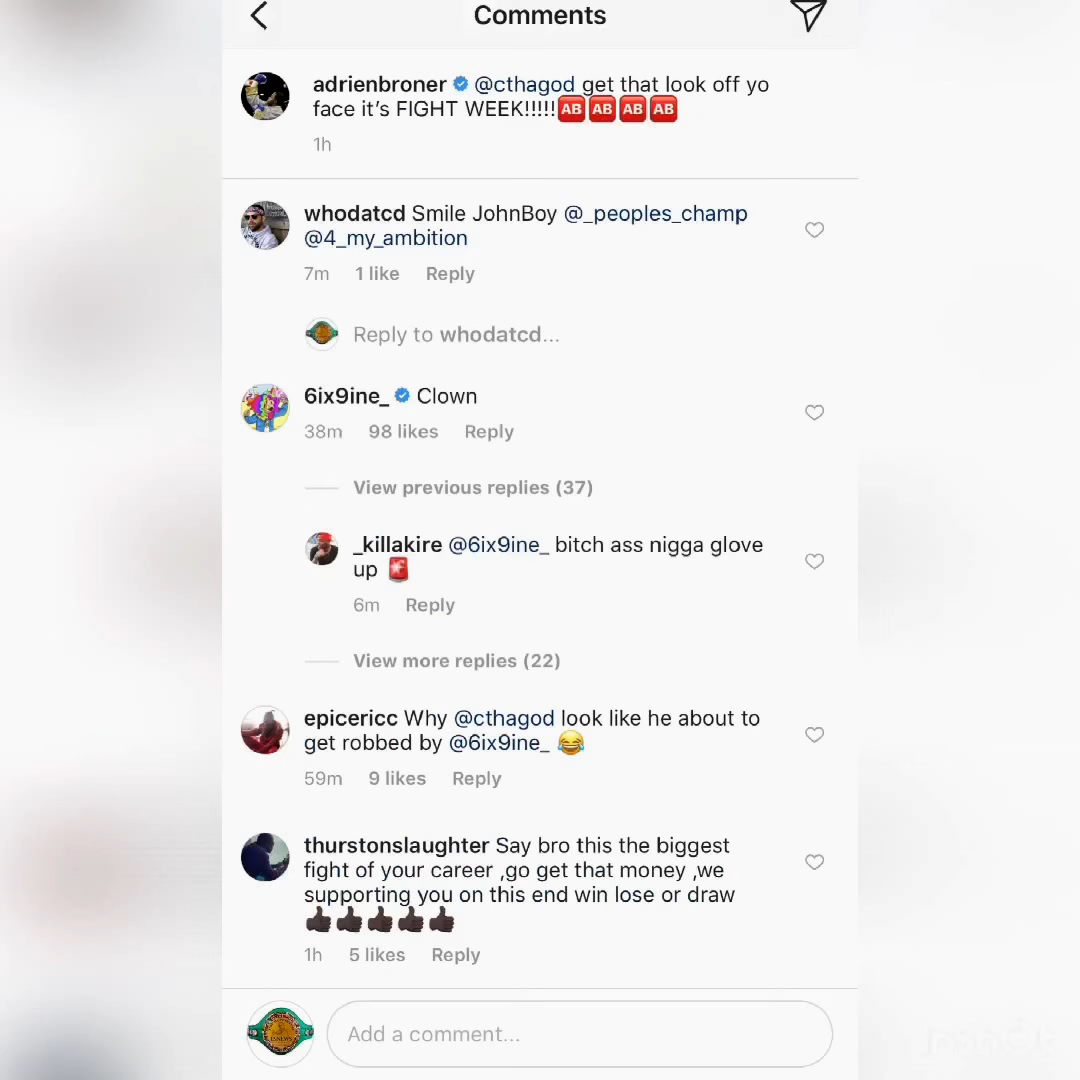 Comments
adrienbroner @cthagod get that look off yo
face it's FIGHT WEEK!!!!!🆎🆎🆎🆎
1h
whodatcd Smile JohnBoy @_peoples_champ
@4_my_ambition
7m 1 like Reply
Reply to whodatcd...
6ix9ine_ Clown
38m 98 likes Reply
View previous replies (37)
_killakire @6ix9ine_ bitch ass nigga glove
up 🚨
6m Reply
View more replies (22)
epicericc Why @cthagod look like he about to
get robbed by @6ix9ine_ 😂
59m 9 likes Reply
thurstonslaughter Say bro this the biggest
fight of your career ,go get that money ,we
supporting you on this end win lose or draw
👍🏿👍🏿👍🏿👍🏿👍🏿
1h 5 likes Reply
ESNEWS
Add a comment...